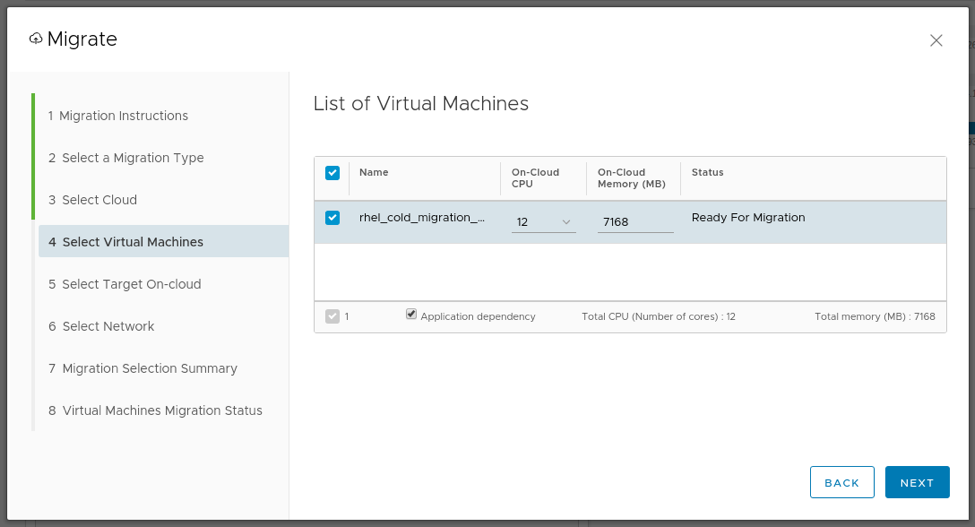 Migrate
1 Migration Instructions
2 Select a Migration Type
3 Select Cloud
4 Select Virtual Machines
5 Select Target On-cloud
6 Select Network
7 Migration Selection Summary
8 Virtual Machines Migration Status
List of Virtual Machines
Name On-Cloud CPU On-Cloud Memory (MB) Status
rhel_cold_migration_... 12 7168 Ready For Migration
1 Application dependency Total CPU (Number of cores) : 12 Total memory (MB) : 7168
BACK NEXT